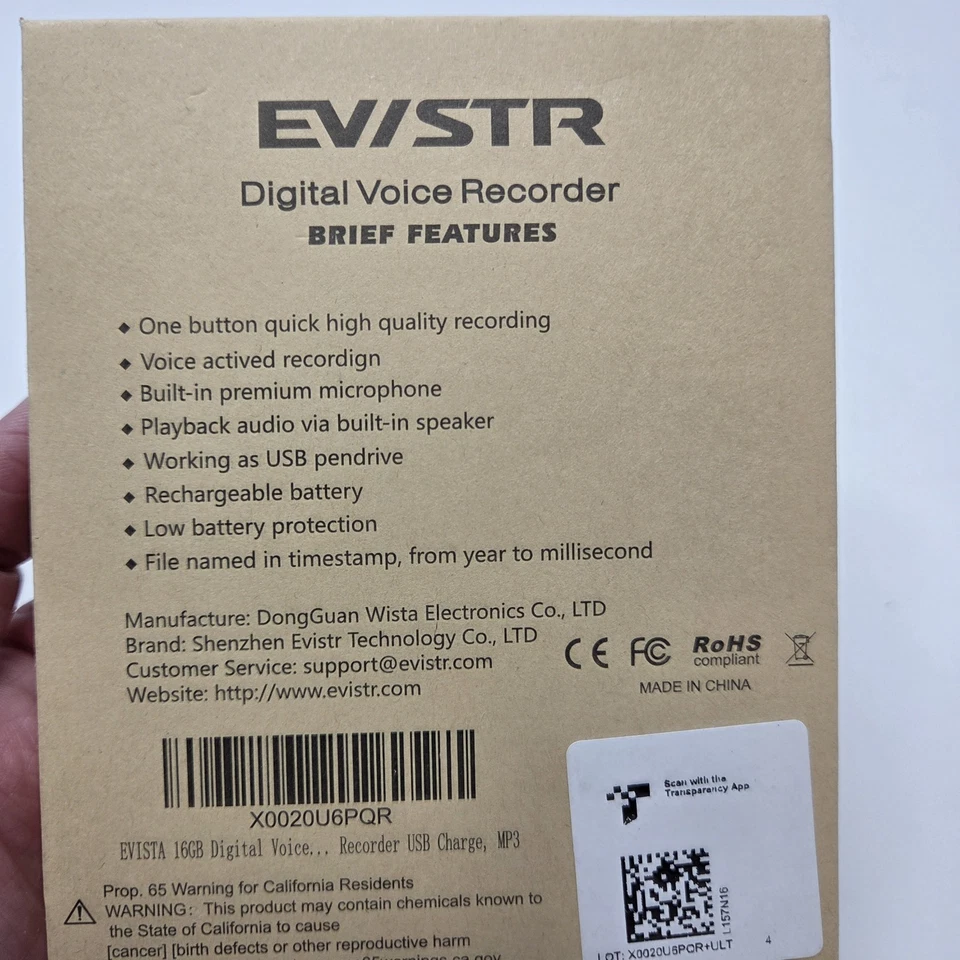 EVISTR
Digital Voice Recorder
BRIEF FEATURES
◆ One button quick high quality recording
◆ Voice actived recordign
◆ Built-in premium microphone
◆ Playback audio via built-in speaker
◆ Working as USB pendrive
◆ Rechargeable battery
◆ Low battery protection
◆ File named in timestamp, from year to millisecond
Manufacture: DongGuan Wista Electronics Co., LTD
Brand: Shenzhen Evistr Technology Co., LTD
Customer Service: support@evistr.com
Website: http://www.evistr.com
CE FC RoHS
compliant
MADE IN CHINA
X0020U6PQR
EVISTA 16GB Digital Voice... Recorder USB Charge, MP3
Prop. 65 Warning for California Residents
WARNING: This product may contain chemicals known to
the State of California to cause
[cancer] [birth defects or other reproductive harm
Scan with the
Transparency App
L157N16
LOT: X0020U6PQR+ULT
4